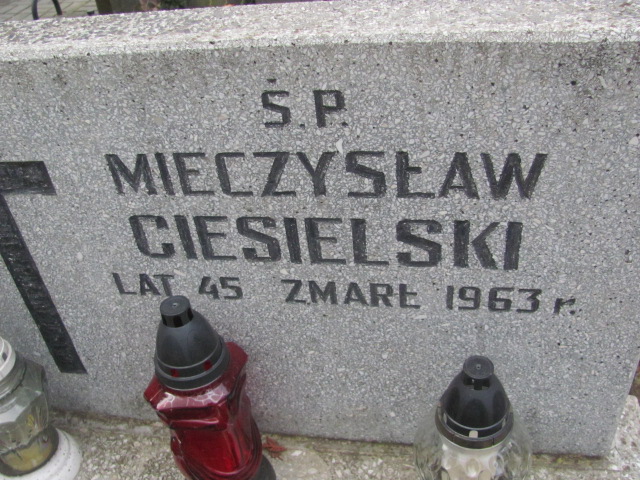 Ś.P.
MIECZYSŁAW
CIESIELSKI
LAT 45 ZMARŁ 1963 r.